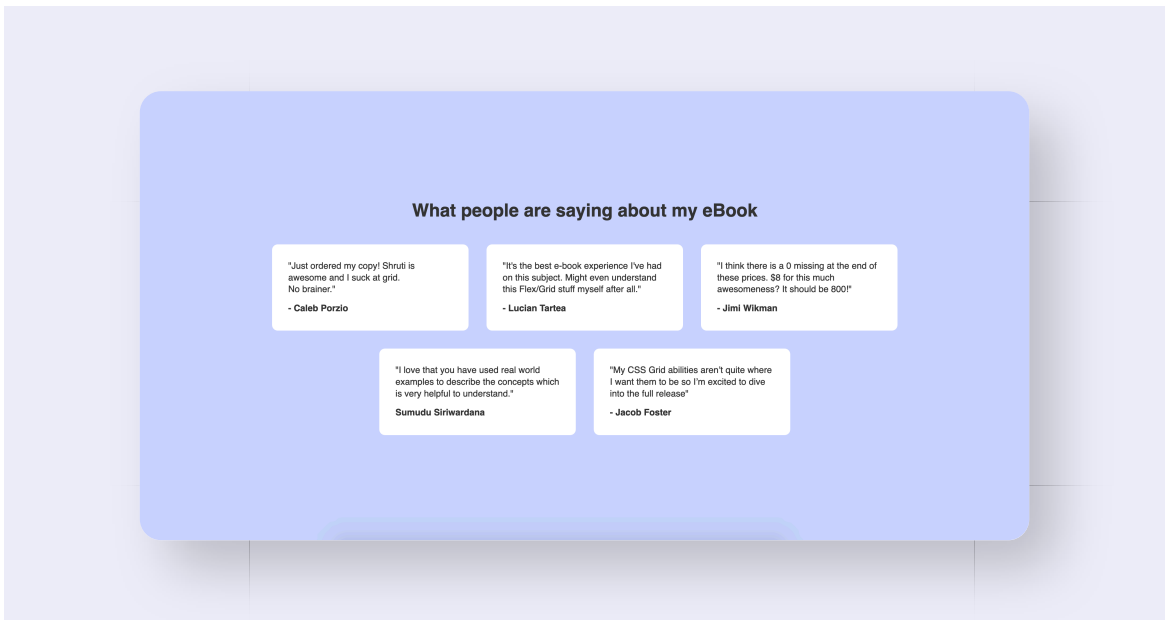 What people are saying about my eBook
"Just ordered my copy! Shruti is
awesome and I suck at grid.
No brainer."
- Caleb Porzio
"It's the best e-book experience I've had
on this subject. Might even understand
this Flex/Grid stuff myself after all."
- Lucian Tartea
"I think there is a 0 missing at the end of
these prices. $8 for this much
awesomeness? It should be 800!"
- Jimi Wikman
"I love that you have used real world
examples to describe the concepts which
is very helpful to understand."
Sumudu Siriwardana
"My CSS Grid abilities aren't quite where
I want them to be so I'm excited to dive
into the full release"
- Jacob Foster